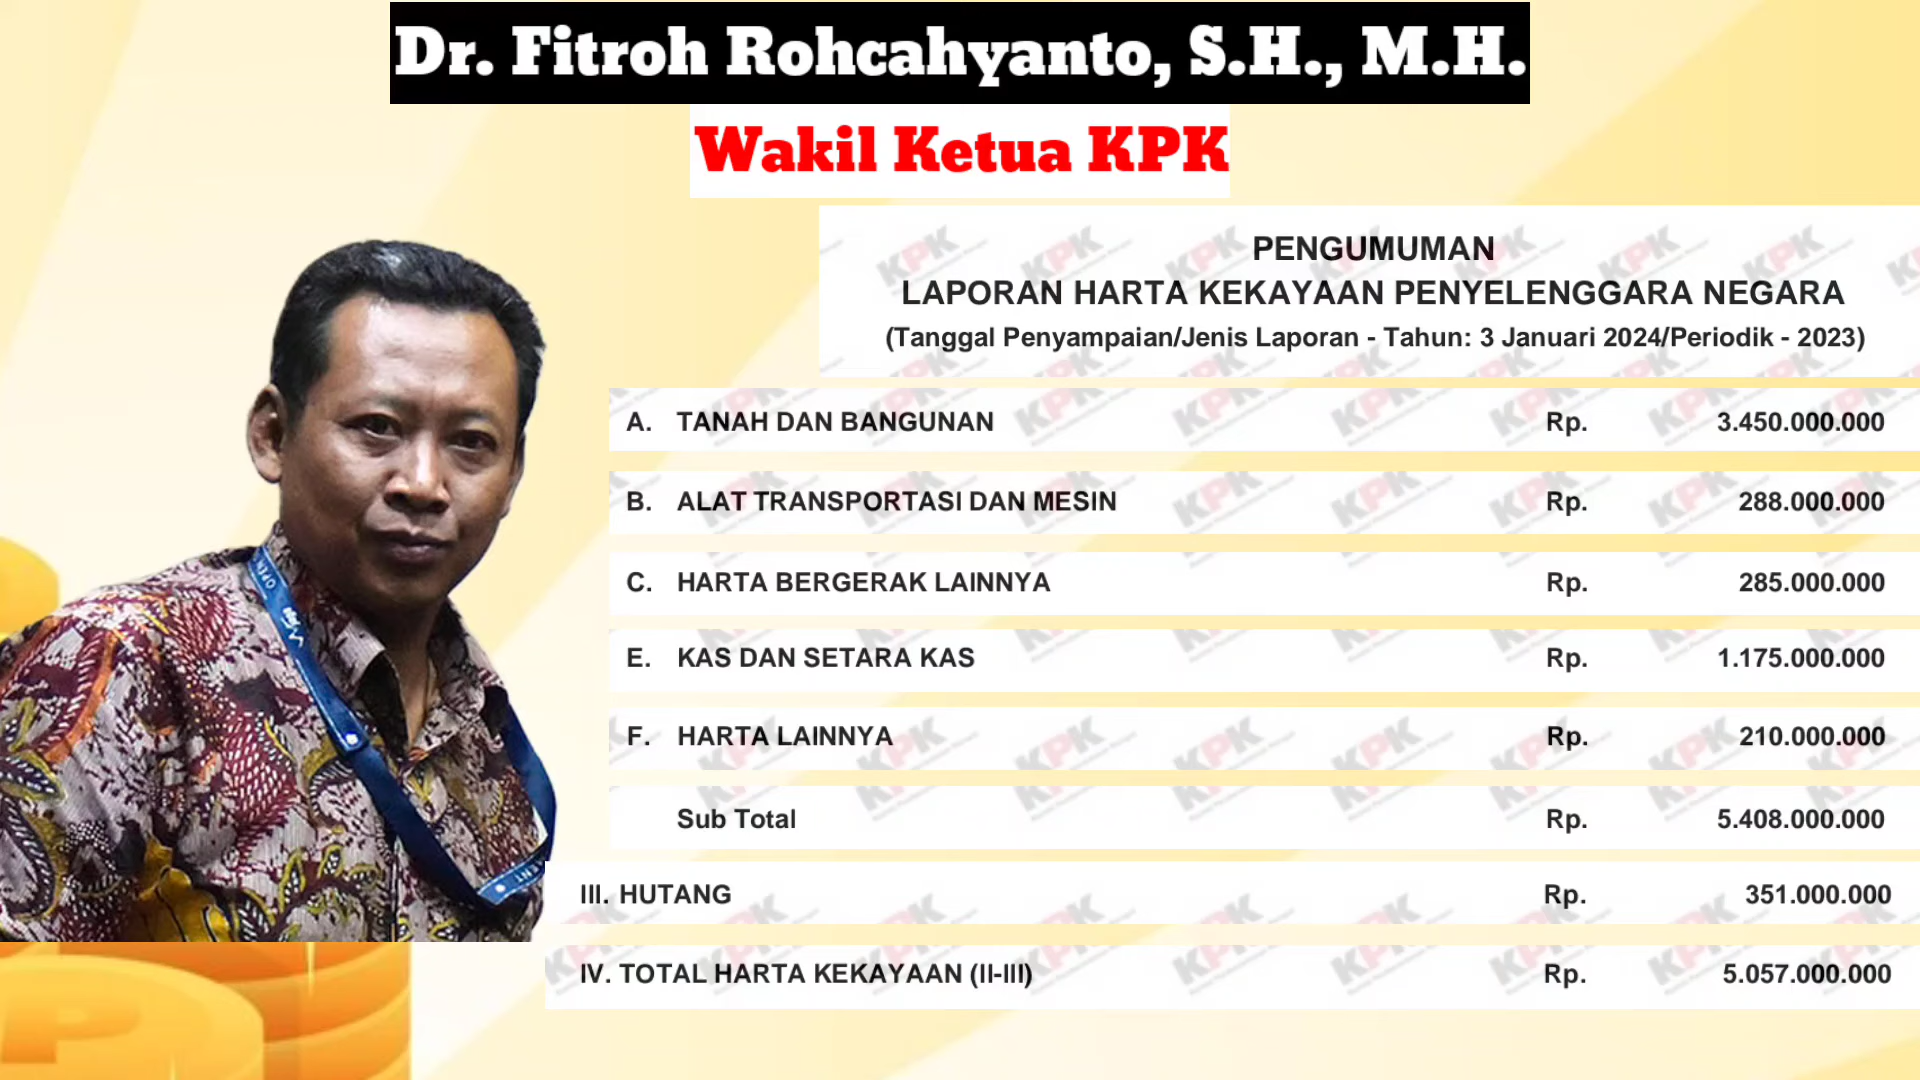 Dr. Fitroh Rohcahyanto, S.H., M.H.
Wakil Ketua KPK
PENGUMUMAN
LAPORAN HARTA KEKAYAAN PENYELENGGARA NEGARA
(Tanggal Penyampaian/Jenis Laporan - Tahun: 3 Januari 2024/Periodik - 2023)
A. TANAH DAN BANGUNAN Rp. 3.450.000.000
B. ALAT TRANSPORTASI DAN MESIN Rp. 288.000.000
C. HARTA BERGERAK LAINNYA Rp. 285.000.000
E. KAS DAN SETARA KAS Rp. 1.175.000.000
F. HARTA LAINNYA Rp. 210.000.000
Sub Total Rp. 5.408.000.000
III. HUTANG Rp. 351.000.000
IV. TOTAL HARTA KEKAYAAN (II-III) Rp. 5.057.000.000